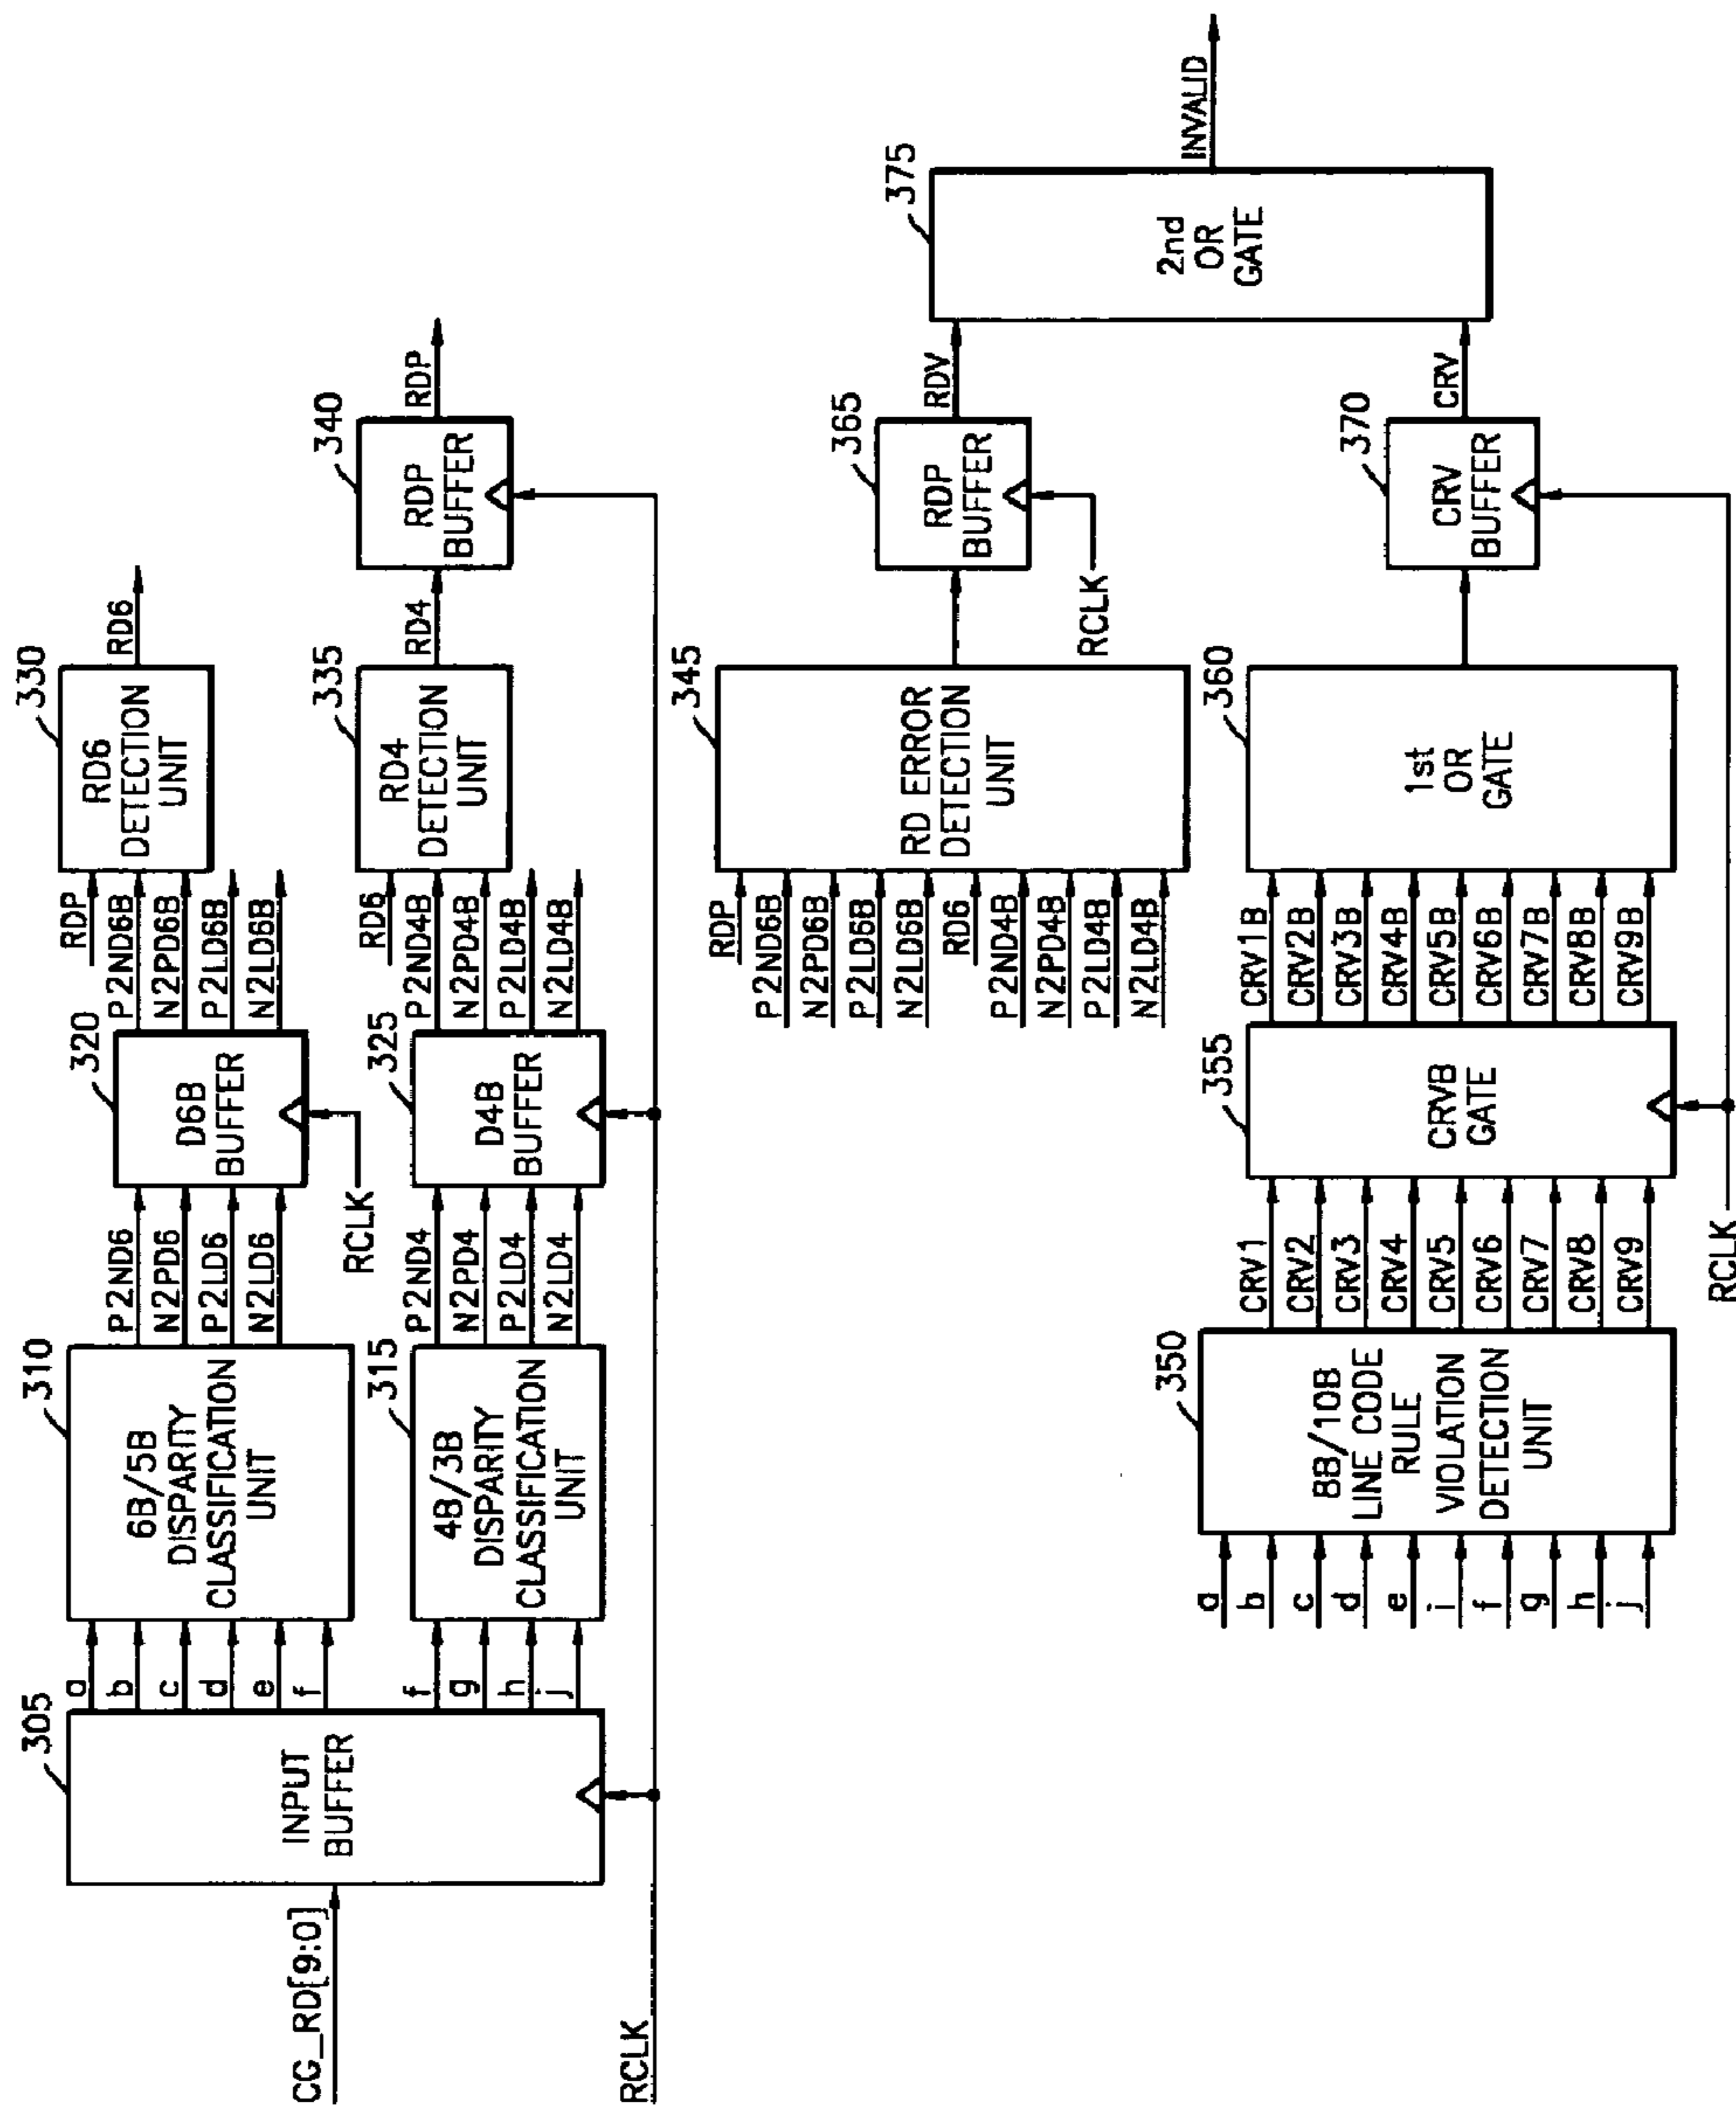 CG_RD[9:0]
RCLK
305
INPUT
BUFFER
a
b
c
d
e
f
f
g
h
j
310
6B/5B
DISPARITY
CLASSIFICATION
UNIT
315
4B/3B
DISPARITY
CLASSIFICATION
UNIT
P2ND6
N2PD6
P2LD6
N2LD6
RCLK
P2ND4
N2PD4
P2LD4
N2LD4
320
D6B
BUFFER
325
D4B
BUFFER
RDP
P2ND6B
N2PD6B
P2LD6B
N2LD6B
RD6
P2ND4B
N2PD4B
P2LD4B
N2LD4B
330
RD6
DETECTION
UNIT
335
RD4
DETECTION
UNIT
RD6
RD4
340
RDP
BUFFER
RDP
RDP
P2ND6B
N2PD6B
P2LD6B
N2LD6B
RD6
P2ND4B
N2PD4B
P2LD4B
N2LD4B
345
RD ERROR
DETECTION
UNIT
RCLK
365
RDP
BUFFER
RDV
a
b
c
d
e
i
f
g
h
j
350
8B/10B
LINE CODE
RULE
VIOLATION
DETECTION
UNIT
CRV1
CRV2
CRV3
CRV4
CRV5
CRV6
CRV7
CRV8
CRV9
RCLK
355
CRVB
GATE
CRV1B
CRV2B
CRV3B
CRV4B
CRV5B
CRV6B
CRV7B
CRV8B
CRV9B
360
1st
OR
GATE
370
CRV
BUFFER
CRV
375
2nd
OR
GATE
INVALID